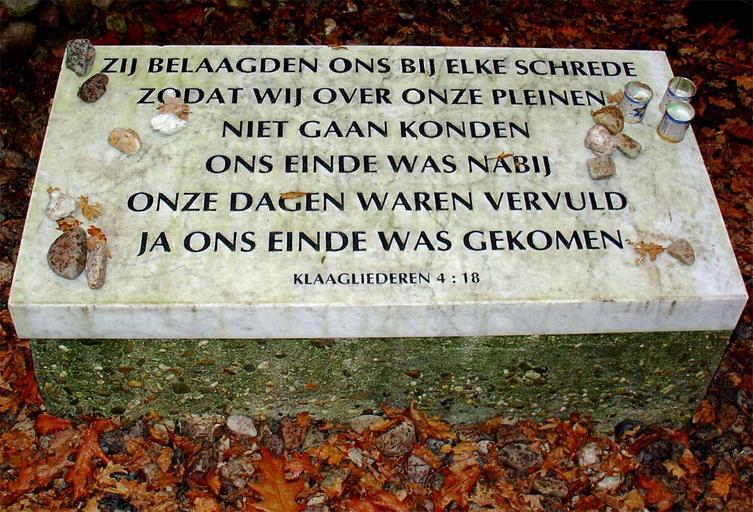 ZIJ BELAAGDEN ONS BIJ ELKE SCHREDE
ZODAT WIJ OVER ONZE PLEINEN
NIET GAAN KONDEN
ONS EINDE WAS NABIJ
ONZE DAGEN WAREN VERVULD
JA ONS EINDE WAS GEKOMEN
KLAAGLIEDEREN 4 : 18